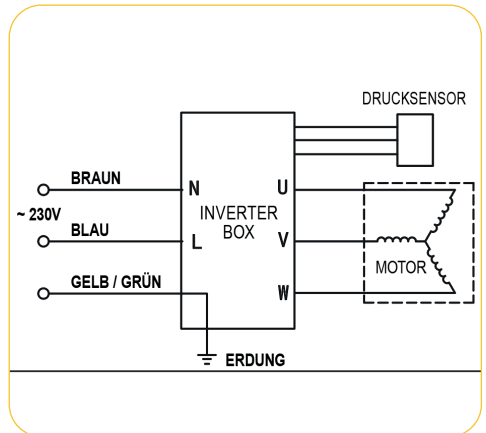 DRUCKSENSOR
BRAUN
N
U
~ 230V
INVERTER
BOX
BLAU
L
V
MOTOR
GELB / GRÜN
W
ERDUNG